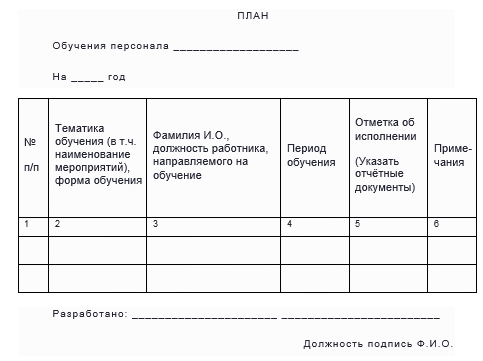 ПЛАН
Обучения персонала ___________________
На _____ год
№
п/п
Тематика
обучения (в т.ч.
наименование
мероприятий),
форма обучения
Фамилия И.О.,
должность работника,
направляемого на
обучение
Период
обучения
Отметка об
исполнении
(Указать
отчётные
документы)
Приме-
чания
1 2 3 4 5 6
Разработано: ______________________ ________________________
Должность подпись Ф.И.О.